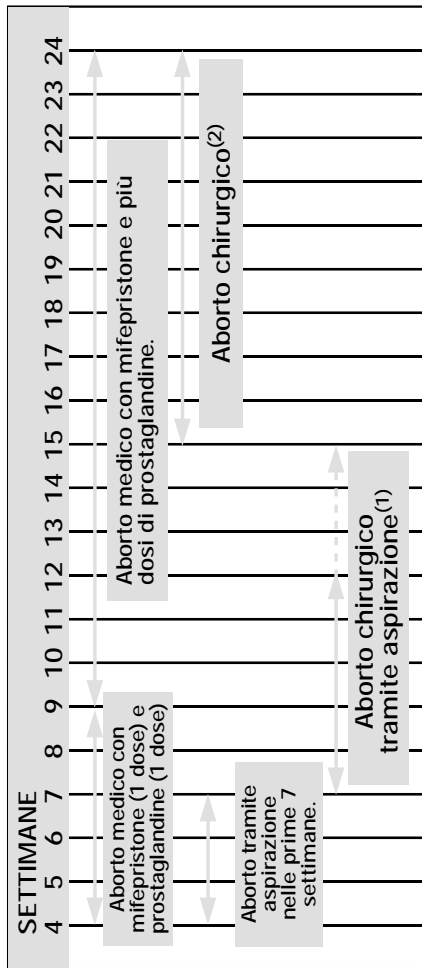 SETTIMANE
4 5 6 7 8 9 10 11 12 13 14 15 16 17 18 19 20 21 22 23 24
Aborto medico con
mifepristone (1 dose) e
prostaglandine (1 dose)
Aborto medico con mifepristone e più
dosi di prostaglandine.
Aborto tramite
aspirazione
nelle prime 7
settimane.
Aborto chirurgico(2)
Aborto chirurgico
tramite aspirazione(1)